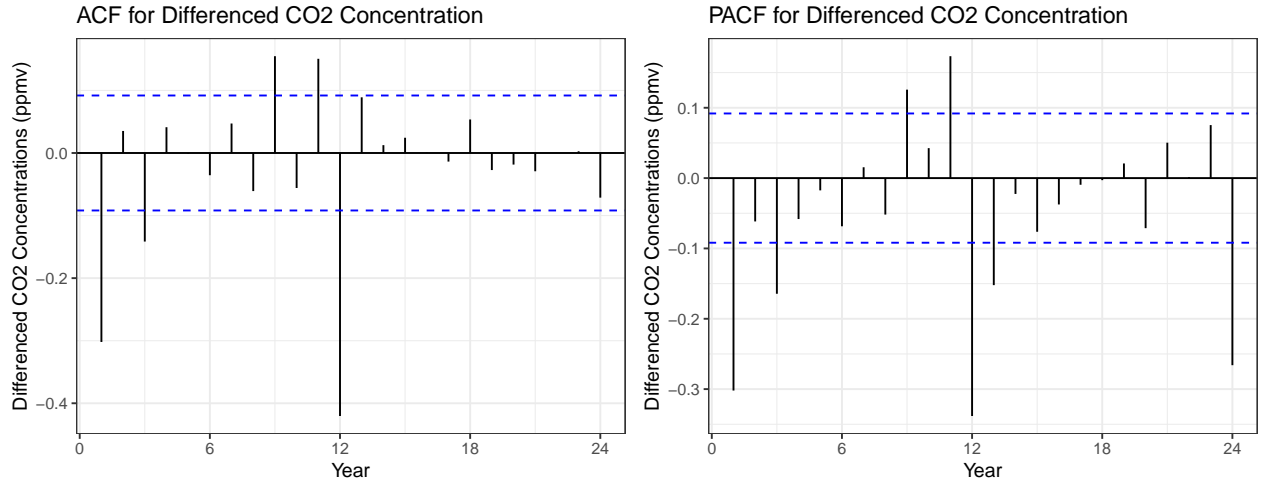 ACF for Differenced CO2 Concentration
Differenced CO2 Concentrations (ppmv)
0.0
−0.2
−0.4
0 6 12 18 24
Year
PACF for Differenced CO2 Concentration
Differenced CO2 Concentrations (ppmv)
0.1
0.0
−0.1
−0.2
−0.3
0 6 12 18 24
Year